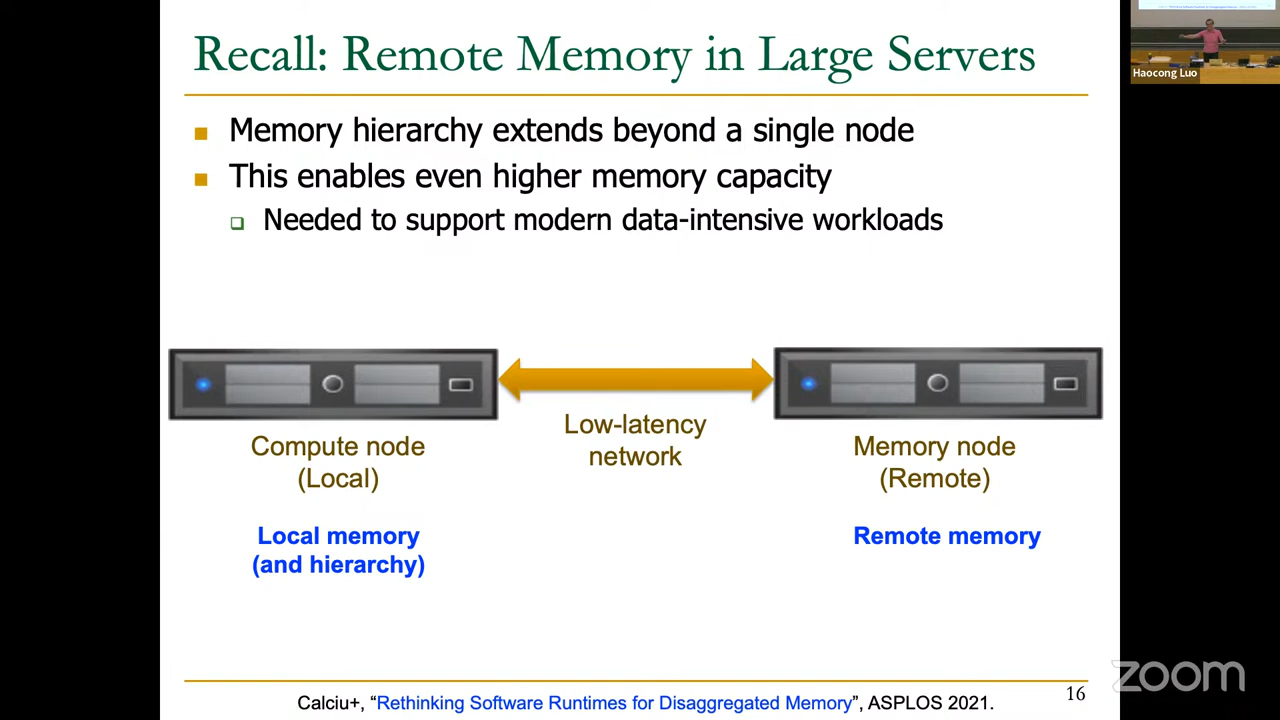 Recall: Remote Memory in Large Servers
Memory hierarchy extends beyond a single node
This enables even higher memory capacity
Needed to support modern data-intensive workloads
Low-latency
network
Compute node
(Local)
Memory node
(Remote)
Local memory
(and hierarchy)
Remote memory
Calciu+, “Rethinking Software Runtimes for Disaggregated Memory”, ASPLOS 2021.
16
Haocong Luo
zoom